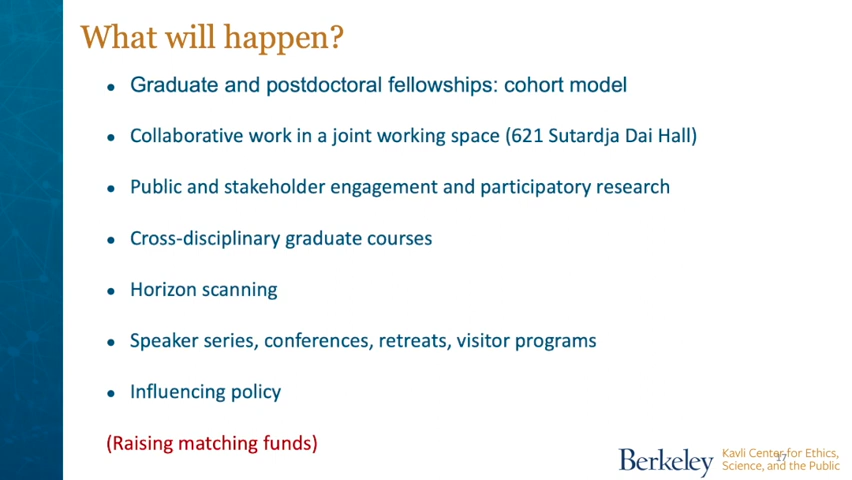 What will happen?
● Graduate and postdoctoral fellowships: cohort model
● Collaborative work in a joint working space (621 Sutardja Dai Hall)
● Public and stakeholder engagement and participatory research
● Cross-disciplinary graduate courses
● Horizon scanning
● Speaker series, conferences, retreats, visitor programs
● Influencing policy
(Raising matching funds)
Berkeley
Kavli Center for Ethics,
Science, and the Public
17